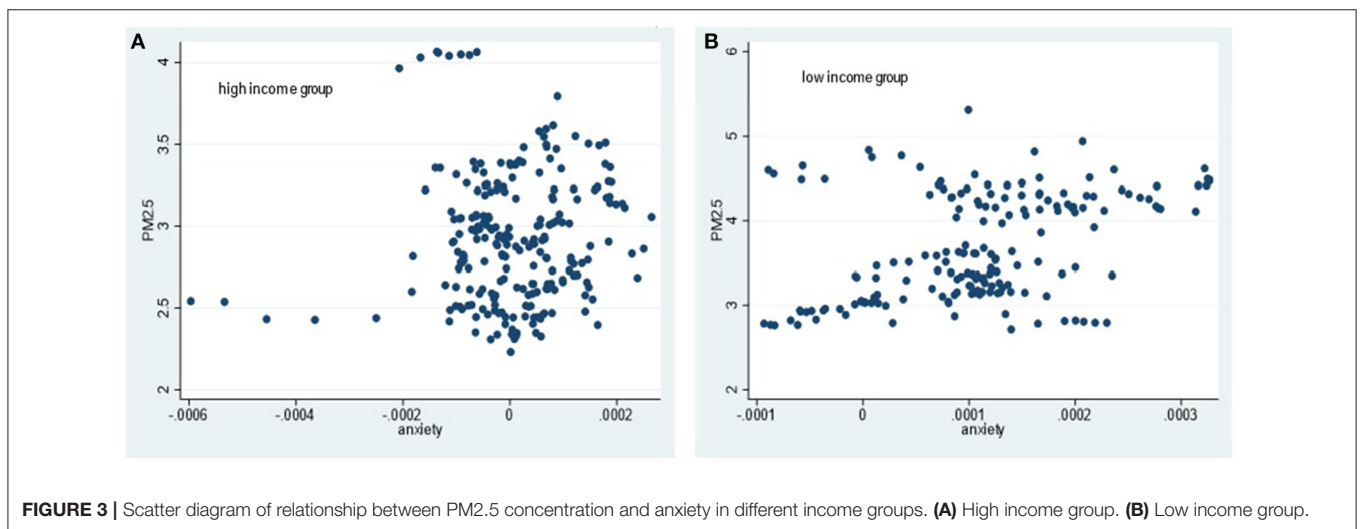 A
high income group
PM2.5
4
3.5
3
2.5
2
-.0006 -.0004 -.0002 0 .0002
anxiety
B
low income group
PM2.5
6
5
4
3
2
-.0001 0 .0001 .0002 .0003
anxiety
FIGURE 3 | Scatter diagram of relationship between PM2.5 concentration and anxiety in different income groups. (A) High income group. (B) Low income group.